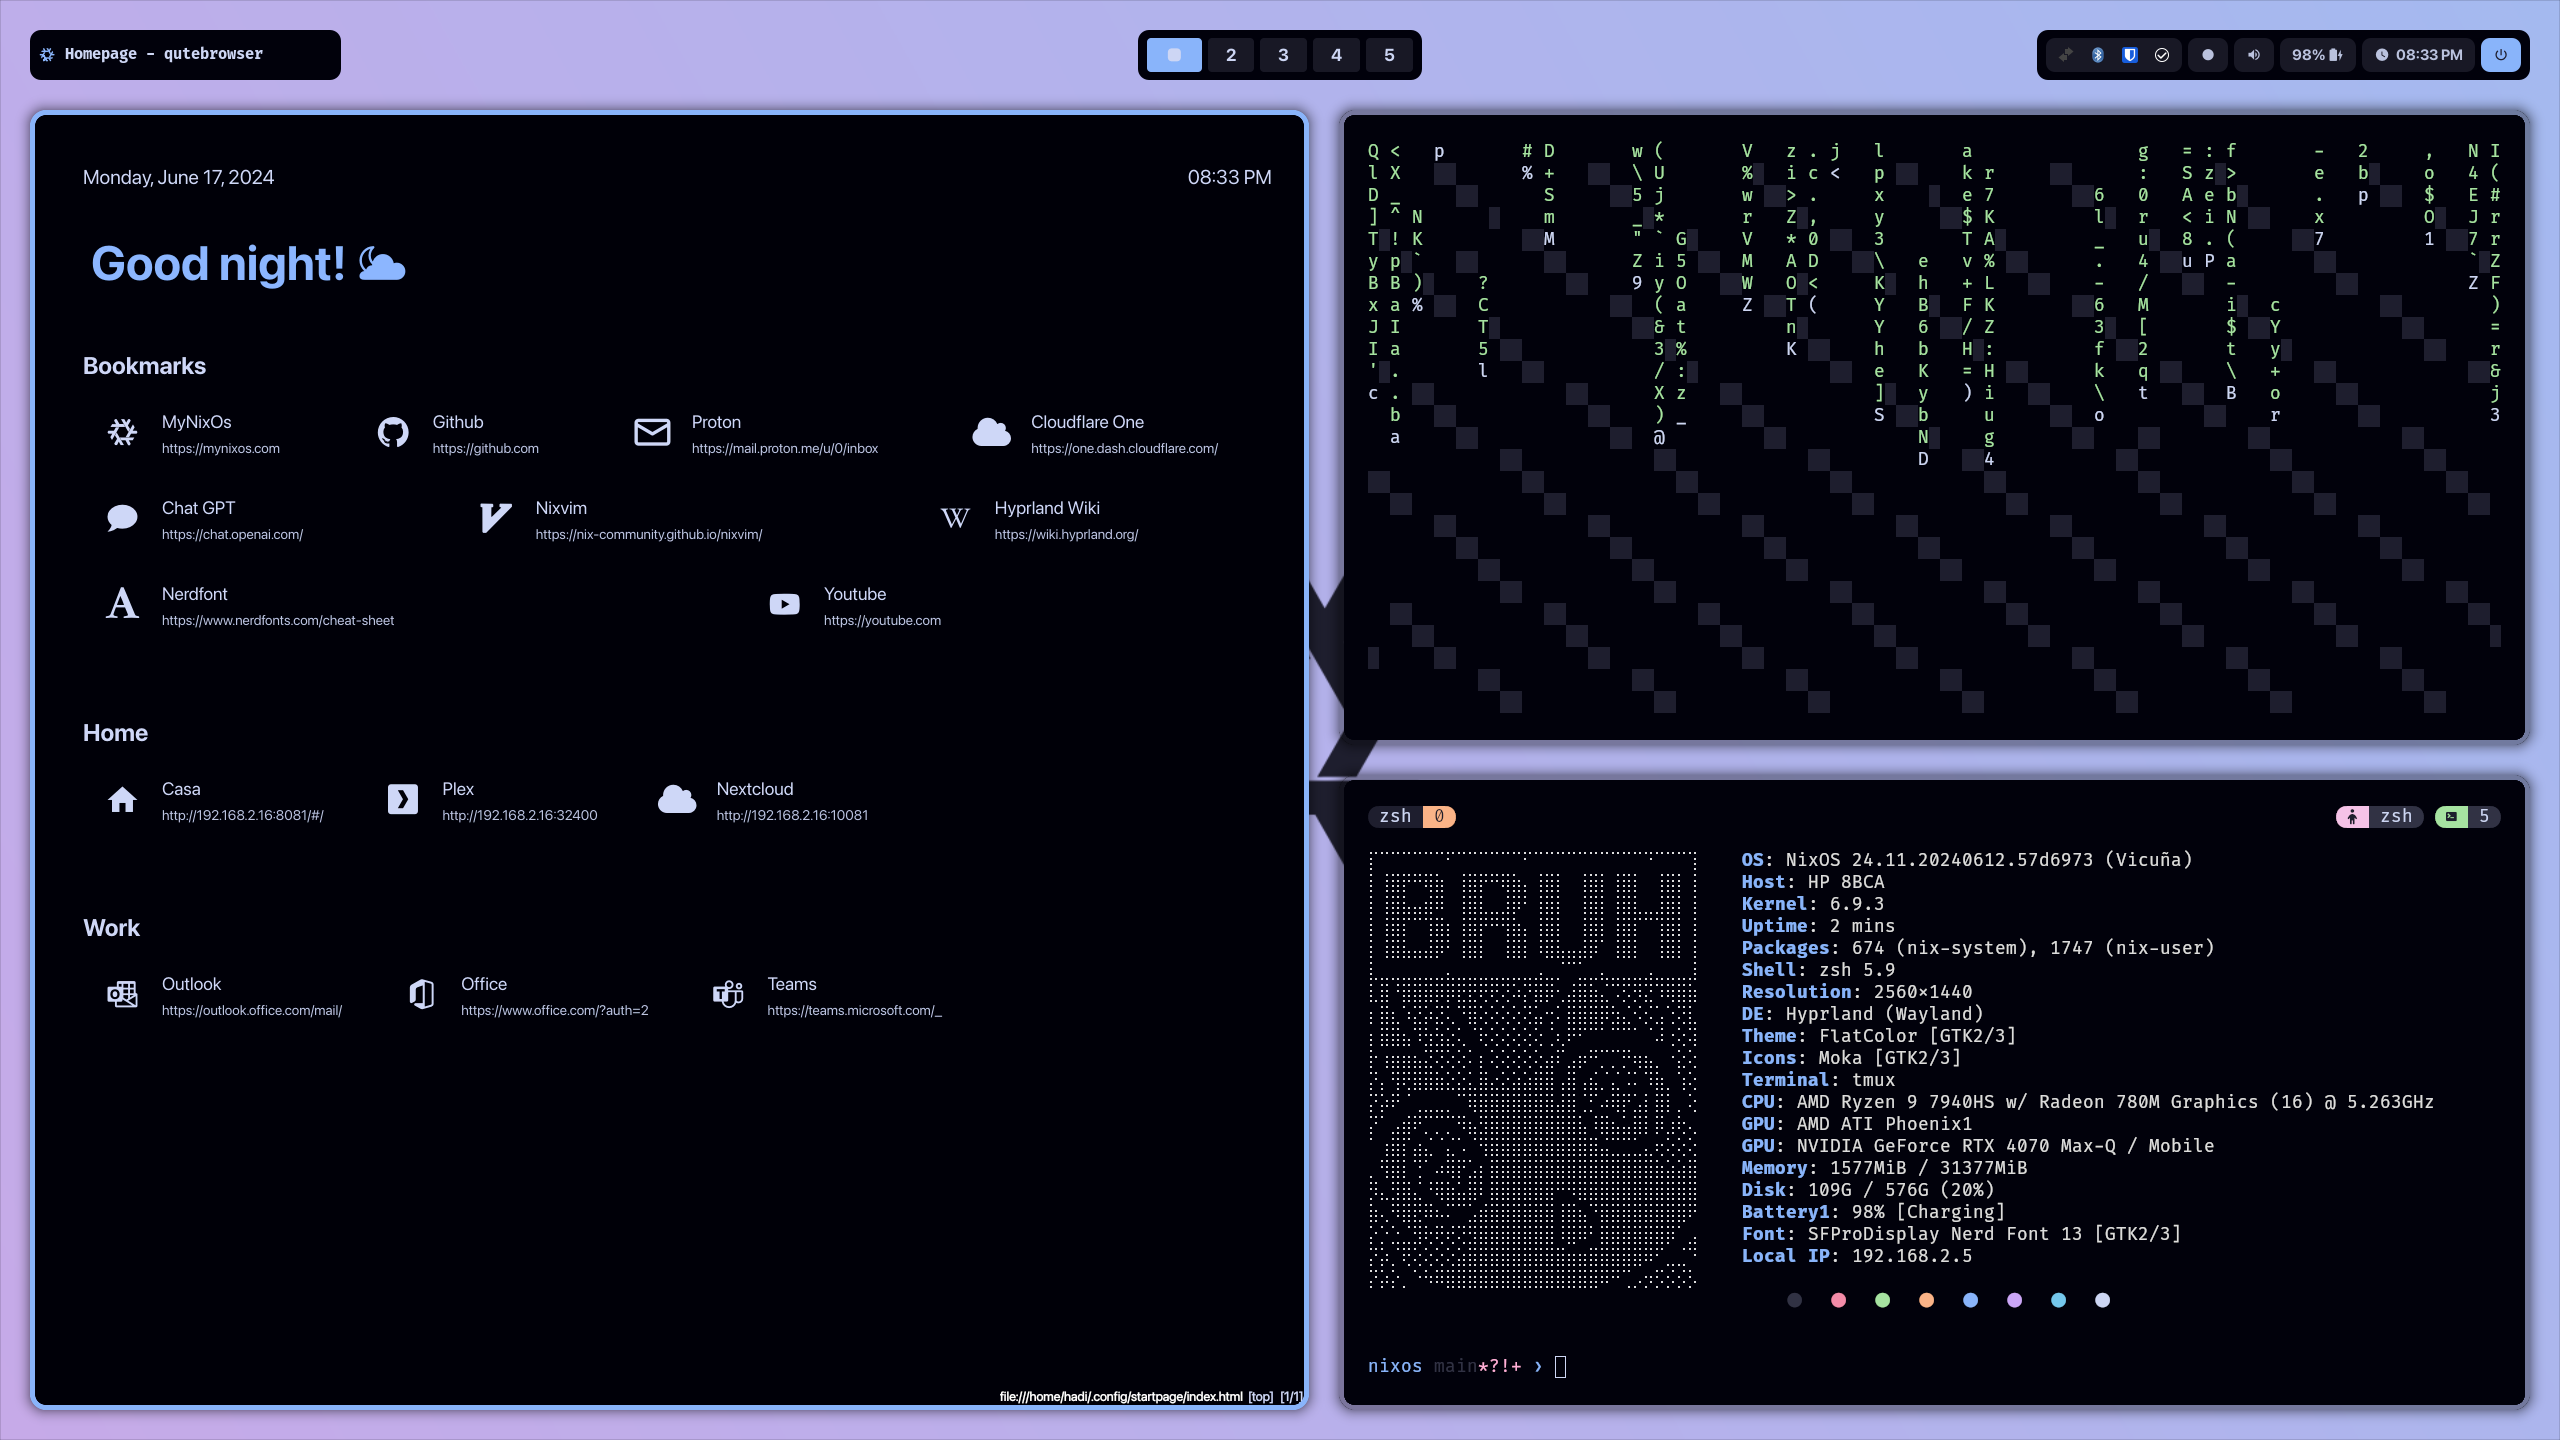 Homepage - qutebrowser
2 3 4 5
98% 08:33 PM
Monday, June 17, 2024
08:33 PM
Good night!
Bookmarks
MyNixOs
https://mynixos.com
Github
https://github.com
Proton
https://mail.proton.me/u/0/inbox
Cloudflare One
https://one.dash.cloudflare.com/
Chat GPT
https://chat.openai.com/
Nixvim
https://nix-community.github.io/nixvim/
Hyprland Wiki
https://wiki.hyprland.org/
Nerdfont
https://www.nerdfonts.com/cheat-sheet
Youtube
https://youtube.com
Home
Casa
http://192.168.2.16:8081/#/
Plex
http://192.168.2.16:32400
Nextcloud
http://192.168.2.16:10081
Work
Outlook
https://outlook.office.com/mail/
Office
https://www.office.com/?auth=2
Teams
https://teams.microsoft.com/_
file:///home/hadi/.config/startpage/index.html [top] [1/1]
zsh 0
zsh 5
BRUH
OS: NixOS 24.11.20240612.57d6973 (Vicuña)
Host: HP 8BCA
Kernel: 6.9.3
Uptime: 2 mins
Packages: 674 (nix-system), 1747 (nix-user)
Shell: zsh 5.9
Resolution: 2560×1440
DE: Hyprland (Wayland)
Theme: FlatColor [GTK2/3]
Icons: Moka [GTK2/3]
Terminal: tmux
CPU: AMD Ryzen 9 7940HS w/ Radeon 780M Graphics (16) @ 5.263GHz
GPU: AMD ATI Phoenix1
GPU: NVIDIA GeForce RTX 4070 Max-Q / Mobile
Memory: 1577MiB / 31377MiB
Disk: 109G / 576G (20%)
Battery1: 98% [Charging]
Font: SFProDisplay Nerd Font 13 [GTK2/3]
Local IP: 192.168.2.5
nixos main*?!+ ❯